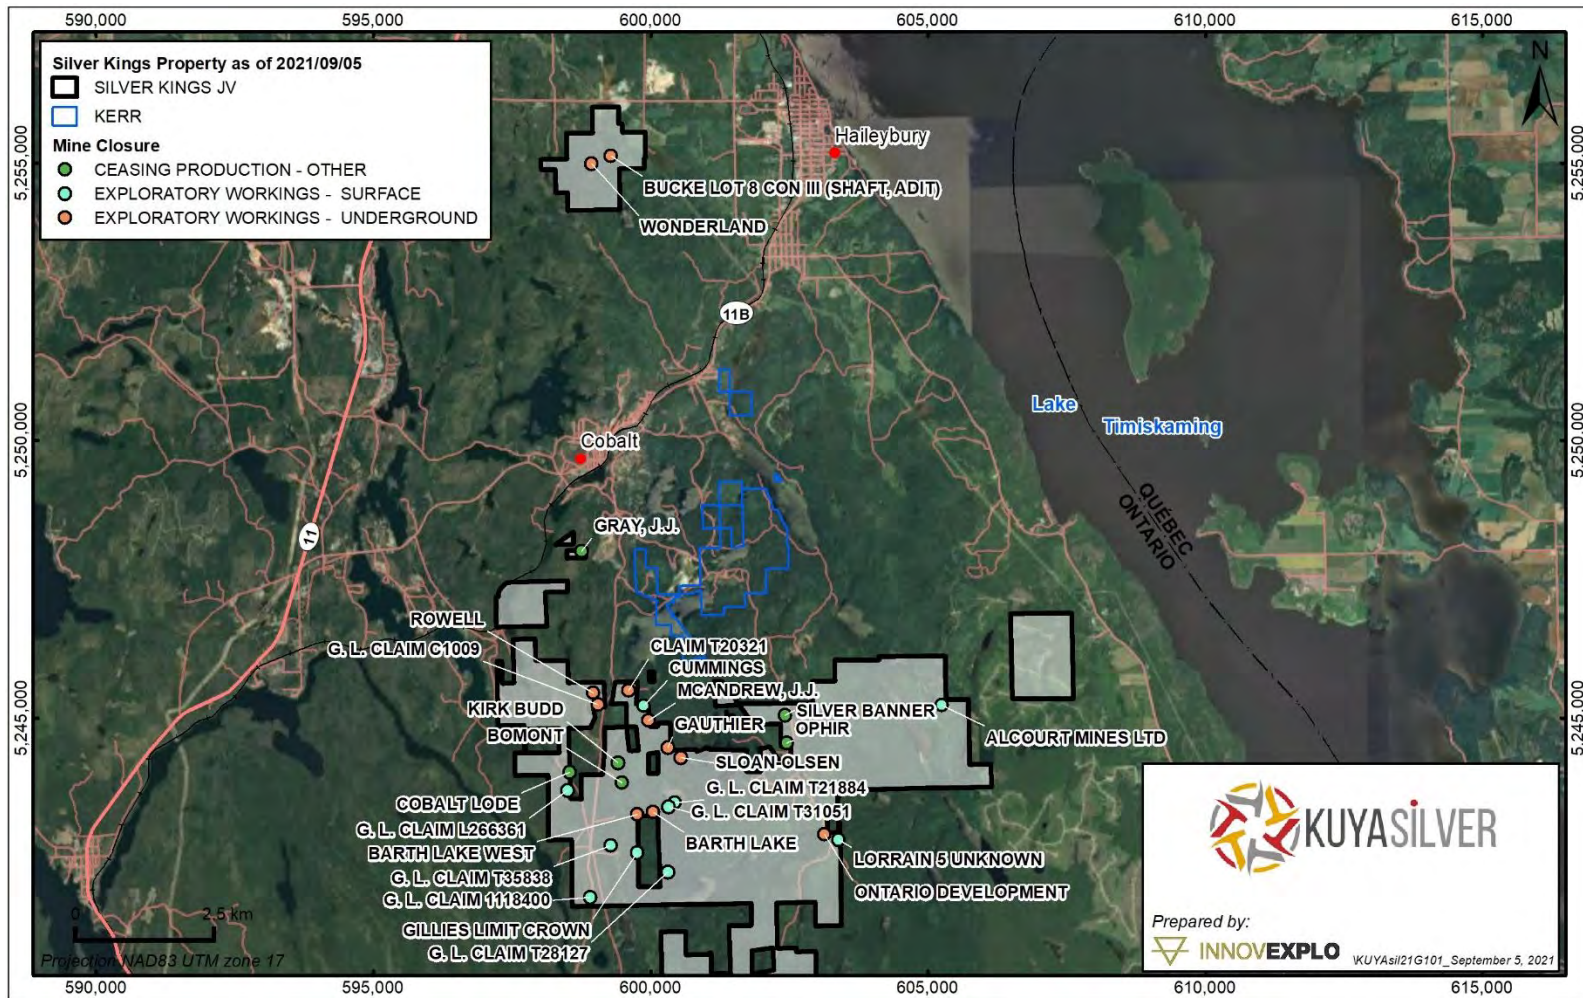 590,000
595,000
600,000
605,000
610,000
615,000
Silver Kings Property as of 2021/09/05
SILVER KINGS JV
KERR
Mine Closure
CEASING PRODUCTION - OTHER
EXPLORATORY WORKINGS - SURFACE
EXPLORATORY WORKINGS - UNDERGROUND
N
5,255,000
5,255,000
Haileybury
BUCKE LOT 8 CON III (SHAFT, ADIT)
WONDERLAND
11B
Lake
Timiskaming
5,250,000
5,250,000
Cobalt
11
GRAY, J.J.
QUÉBEC
ONTARIO
ROWELL
G. L. CLAIM C1009
CLAIM T20321
CUMMINGS
MCANDREW, J.J.
KIRK BUDD
SILVER BANNER
GAUTHIER
OPHIR
BOMONT
ALCOURT MINES LTD
5,245,000
5,245,000
SLOAN-OLSEN
G. L. CLAIM T21884
COBALT LODE
G. L. CLAIM T31051
G. L. CLAIM L266361
BARTH LAKE
BARTH LAKE WEST
LORRAIN 5 UNKNOWN
G. L. CLAIM T35838
ONTARIO DEVELOPMENT
G. L. CLAIM 1118400
GILLIES LIMIT CROWN
G. L. CLAIM T28127
0
2,5 km
Projection: NAD83 UTM zone 17
KUYASILVER
Prepared by:
INNOVEXPLO
\KUYAsil21G101_September 5, 2021
590,000
595,000
600,000
605,000
610,000
615,000